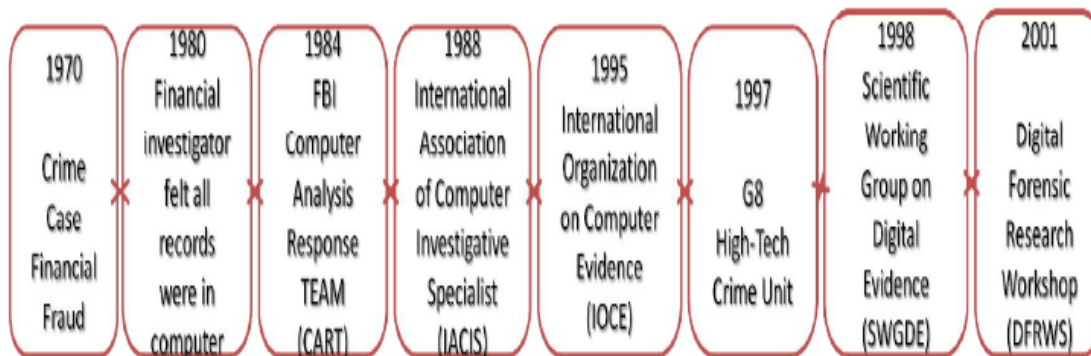 1970
Crime
Case
Financial
Fraud
1980
Financial
investigator
felt all
records
were in
computer
1984
FBI
Computer
Analysis
Response
TEAM
(CART)
1988
International
Association
of Computer
Investigative
Specialist
(IACIS)
1995
International
Organization
on Computer
Evidence
(IOCE)
1997
G8
High-Tech
Crime Unit
1998
Scientific
Working
Group on
Digital
Evidence
(SWGDE)
2001
Digital
Forensic
Research
Workshop
(DFRWS)